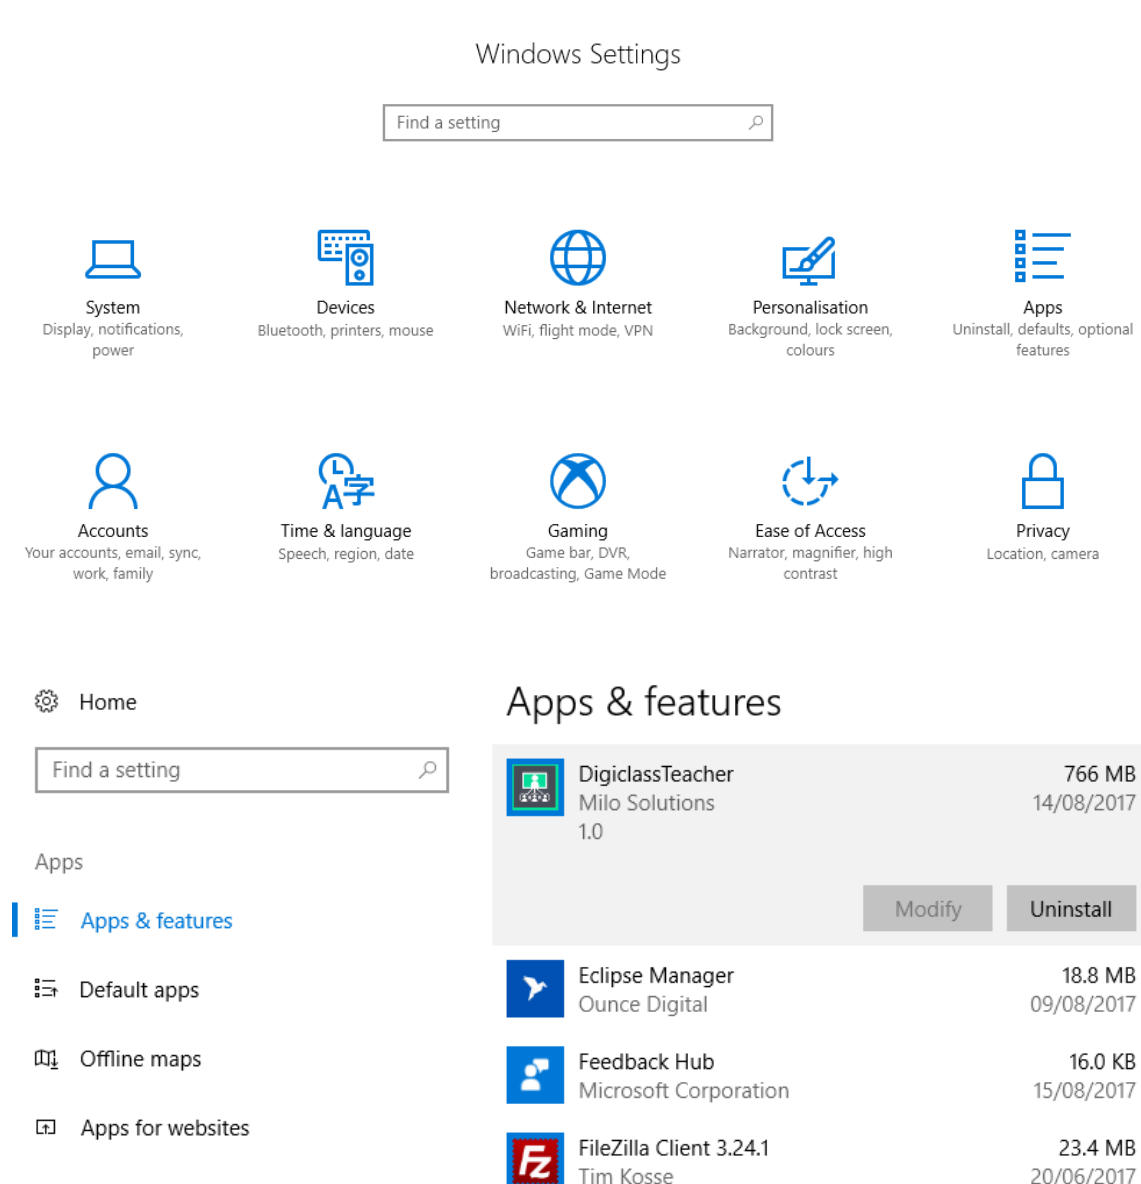 Windows Settings
Find a setting
System
Display, notifications,
power
Devices
Bluetooth, printers, mouse
Network & Internet
WiFi, flight mode, VPN
Personalisation
Background, lock screen,
colours
Apps
Uninstall, defaults, optional
features
Accounts
Your accounts, email, sync,
work, family
Time & language
Speech, region, date
Gaming
Game bar, DVR,
broadcasting, Game Mode
Ease of Access
Narrator, magnifier, high
contrast
Privacy
Location, camera
Home
Find a setting
Apps
Apps & features
Default apps
Offline maps
Apps for websites
Apps & features
DigiclassTeacher 766 MB
Milo Solutions 14/08/2017
1.0
Modify Uninstall
Eclipse Manager 18.8 MB
Ounce Digital 09/08/2017
Feedback Hub 16.0 KB
Microsoft Corporation 15/08/2017
FileZilla Client 3.24.1 23.4 MB
Tim Kosse 20/06/2017